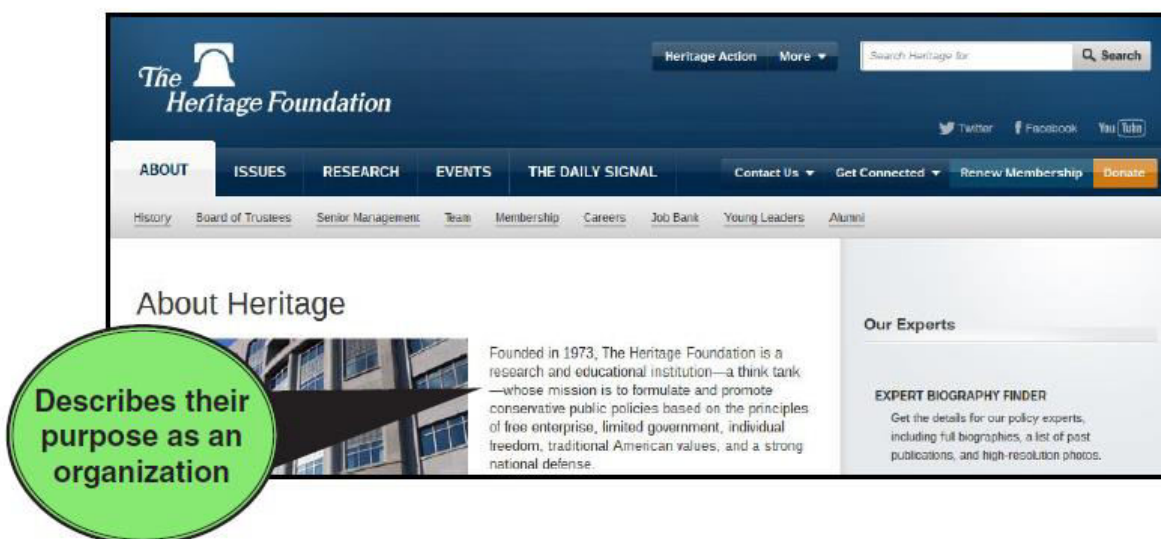 The
Heritage Foundation
Heritage Action More
Search Heritage for
Search
Twitter Facebook You Tube
ABOUT ISSUES RESEARCH EVENTS THE DAILY SIGNAL Contact Us Get Connected Renew Membership Donate
History Board of Trustees Senior Management Team Membership Careers Job Bank Young Leaders Alumni
About Heritage
Founded in 1973, The Heritage Foundation is a
research and educational institution—a think tank
—whose mission is to formulate and promote
conservative public policies based on the principles
of free enterprise, limited government, individual
freedom, traditional American values, and a strong
national defense.
Our Experts
EXPERT BIOGRAPHY FINDER
Get the details for our policy experts,
including full biographies, a list of past
publications, and high-resolution photos.
Describes their
purpose as an
organization